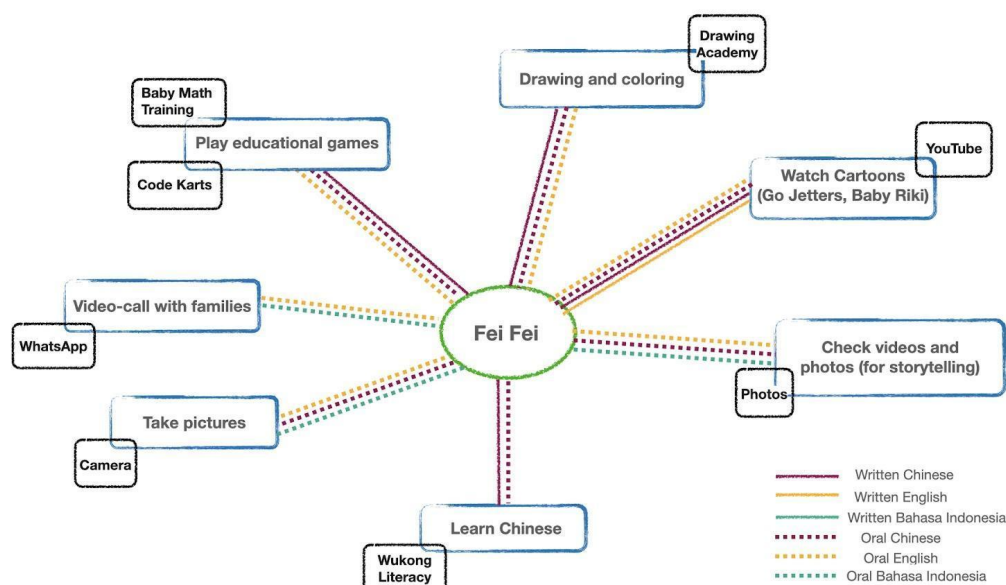 Drawing
Academy
Drawing and coloring
Baby Math
Training
Play educational games
Code Karts
YouTube
Watch Cartoons
(Go Jetters, Baby Riki)
Video-call with families
WhatsApp
Fei Fei
Check videos and
photos (for storytelling)
Photos
Take pictures
Camera
Learn Chinese
Wukong
Literacy
Written Chinese
Written English
Written Bahasa Indonesia
Oral Chinese
Oral English
Oral Bahasa Indonesia